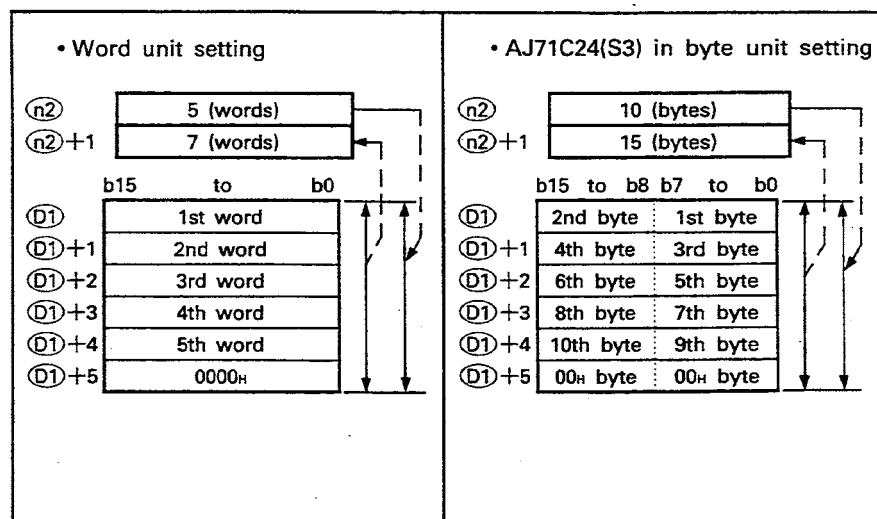 • Word unit setting
n2 5 (words)
n2+1 7 (words)
b15 to b0
D1 1st word
D1+1 2nd word
D1+2 3rd word
D1+3 4th word
D1+4 5th word
D1+5 0000H
• AJ71C24(S3) in byte unit setting
n2 10 (bytes)
n2+1 15 (bytes)
b15 to b8 b7 to b0
D1 2nd byte 1st byte
D1+1 4th byte 3rd byte
D1+2 6th byte 5th byte
D1+3 8th byte 7th byte
D1+4 10th byte 9th byte
D1+5 00H byte 00H byte